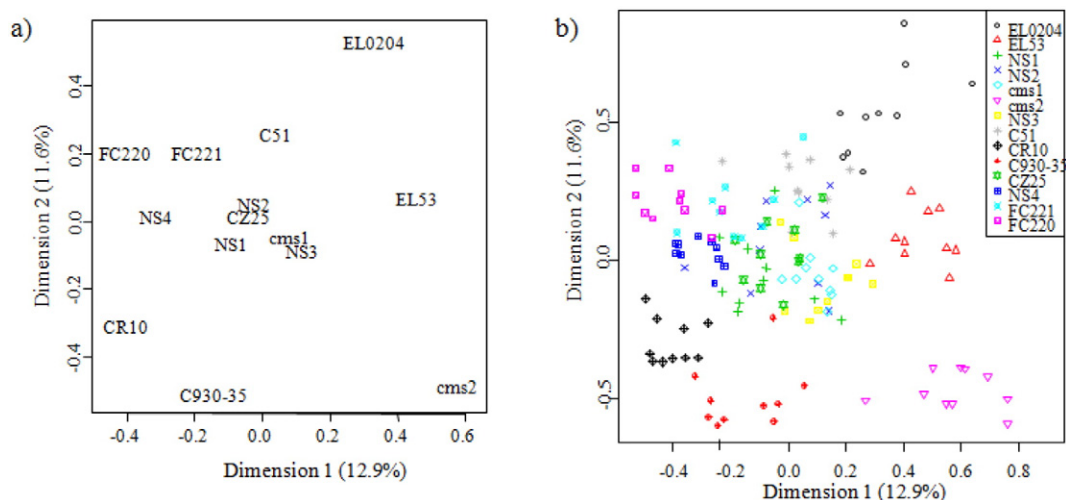 a)
EL0204
C51
FC220 FC221
NS2
EL53
NS4 CZ25
NS1 cms1
NS3
CR10
C930-35 cms2
0.4
0.2
0.0
-0.2
-0.4
-0.4 -0.2 0.0 0.2 0.4 0.6
Dimension 1 (12.9%)
Dimension 2 (11.6%)
b)
EL0204
EL53
NS1
NS2
cms1
cms2
NS3
C51
CR10
C930-35
CZ25
NS4
FC221
FC220
0.5
0.0
-0.5
-0.4 -0.2 0.0 0.2 0.4 0.6 0.8
Dimension 1 (12.9%)
Dimension 2 (11.6%)